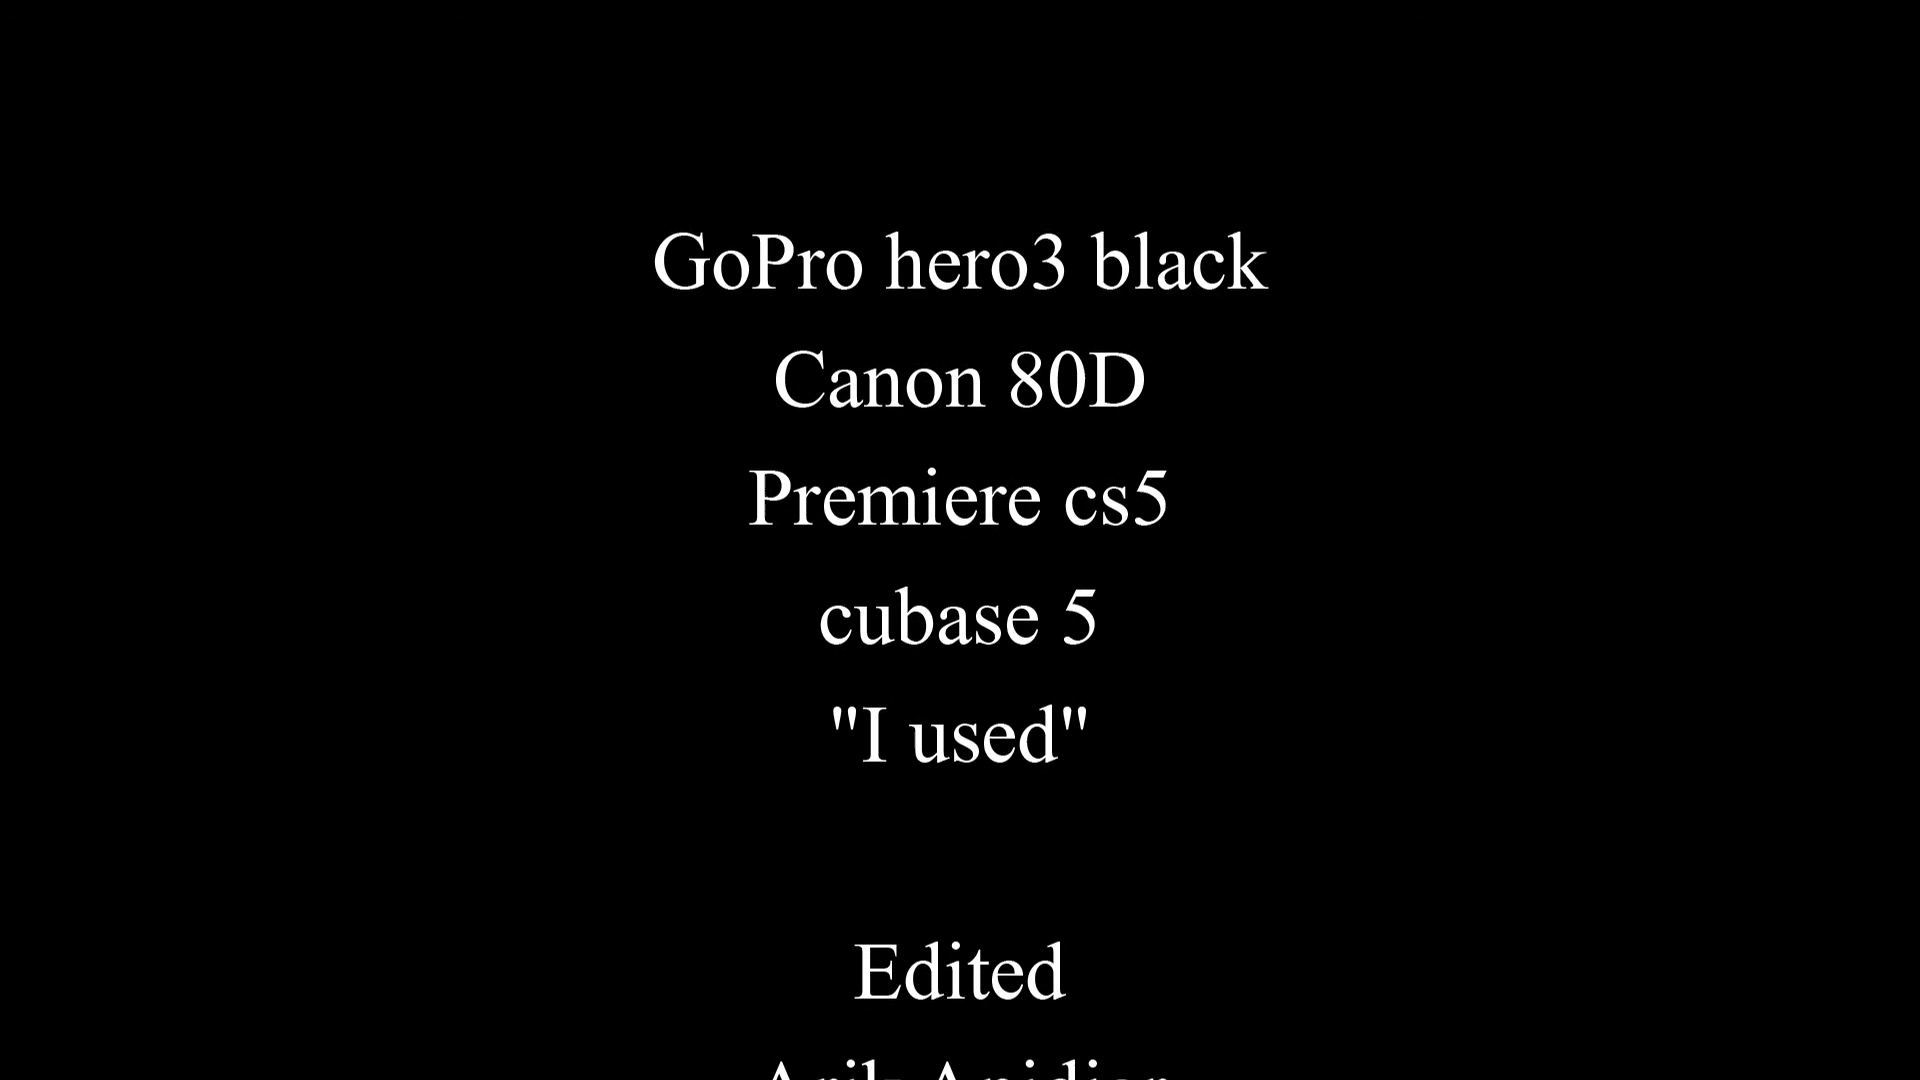 GoPro hero3 black
Canon 80D
Premiere cs5
cubase 5
"I used"
Edited